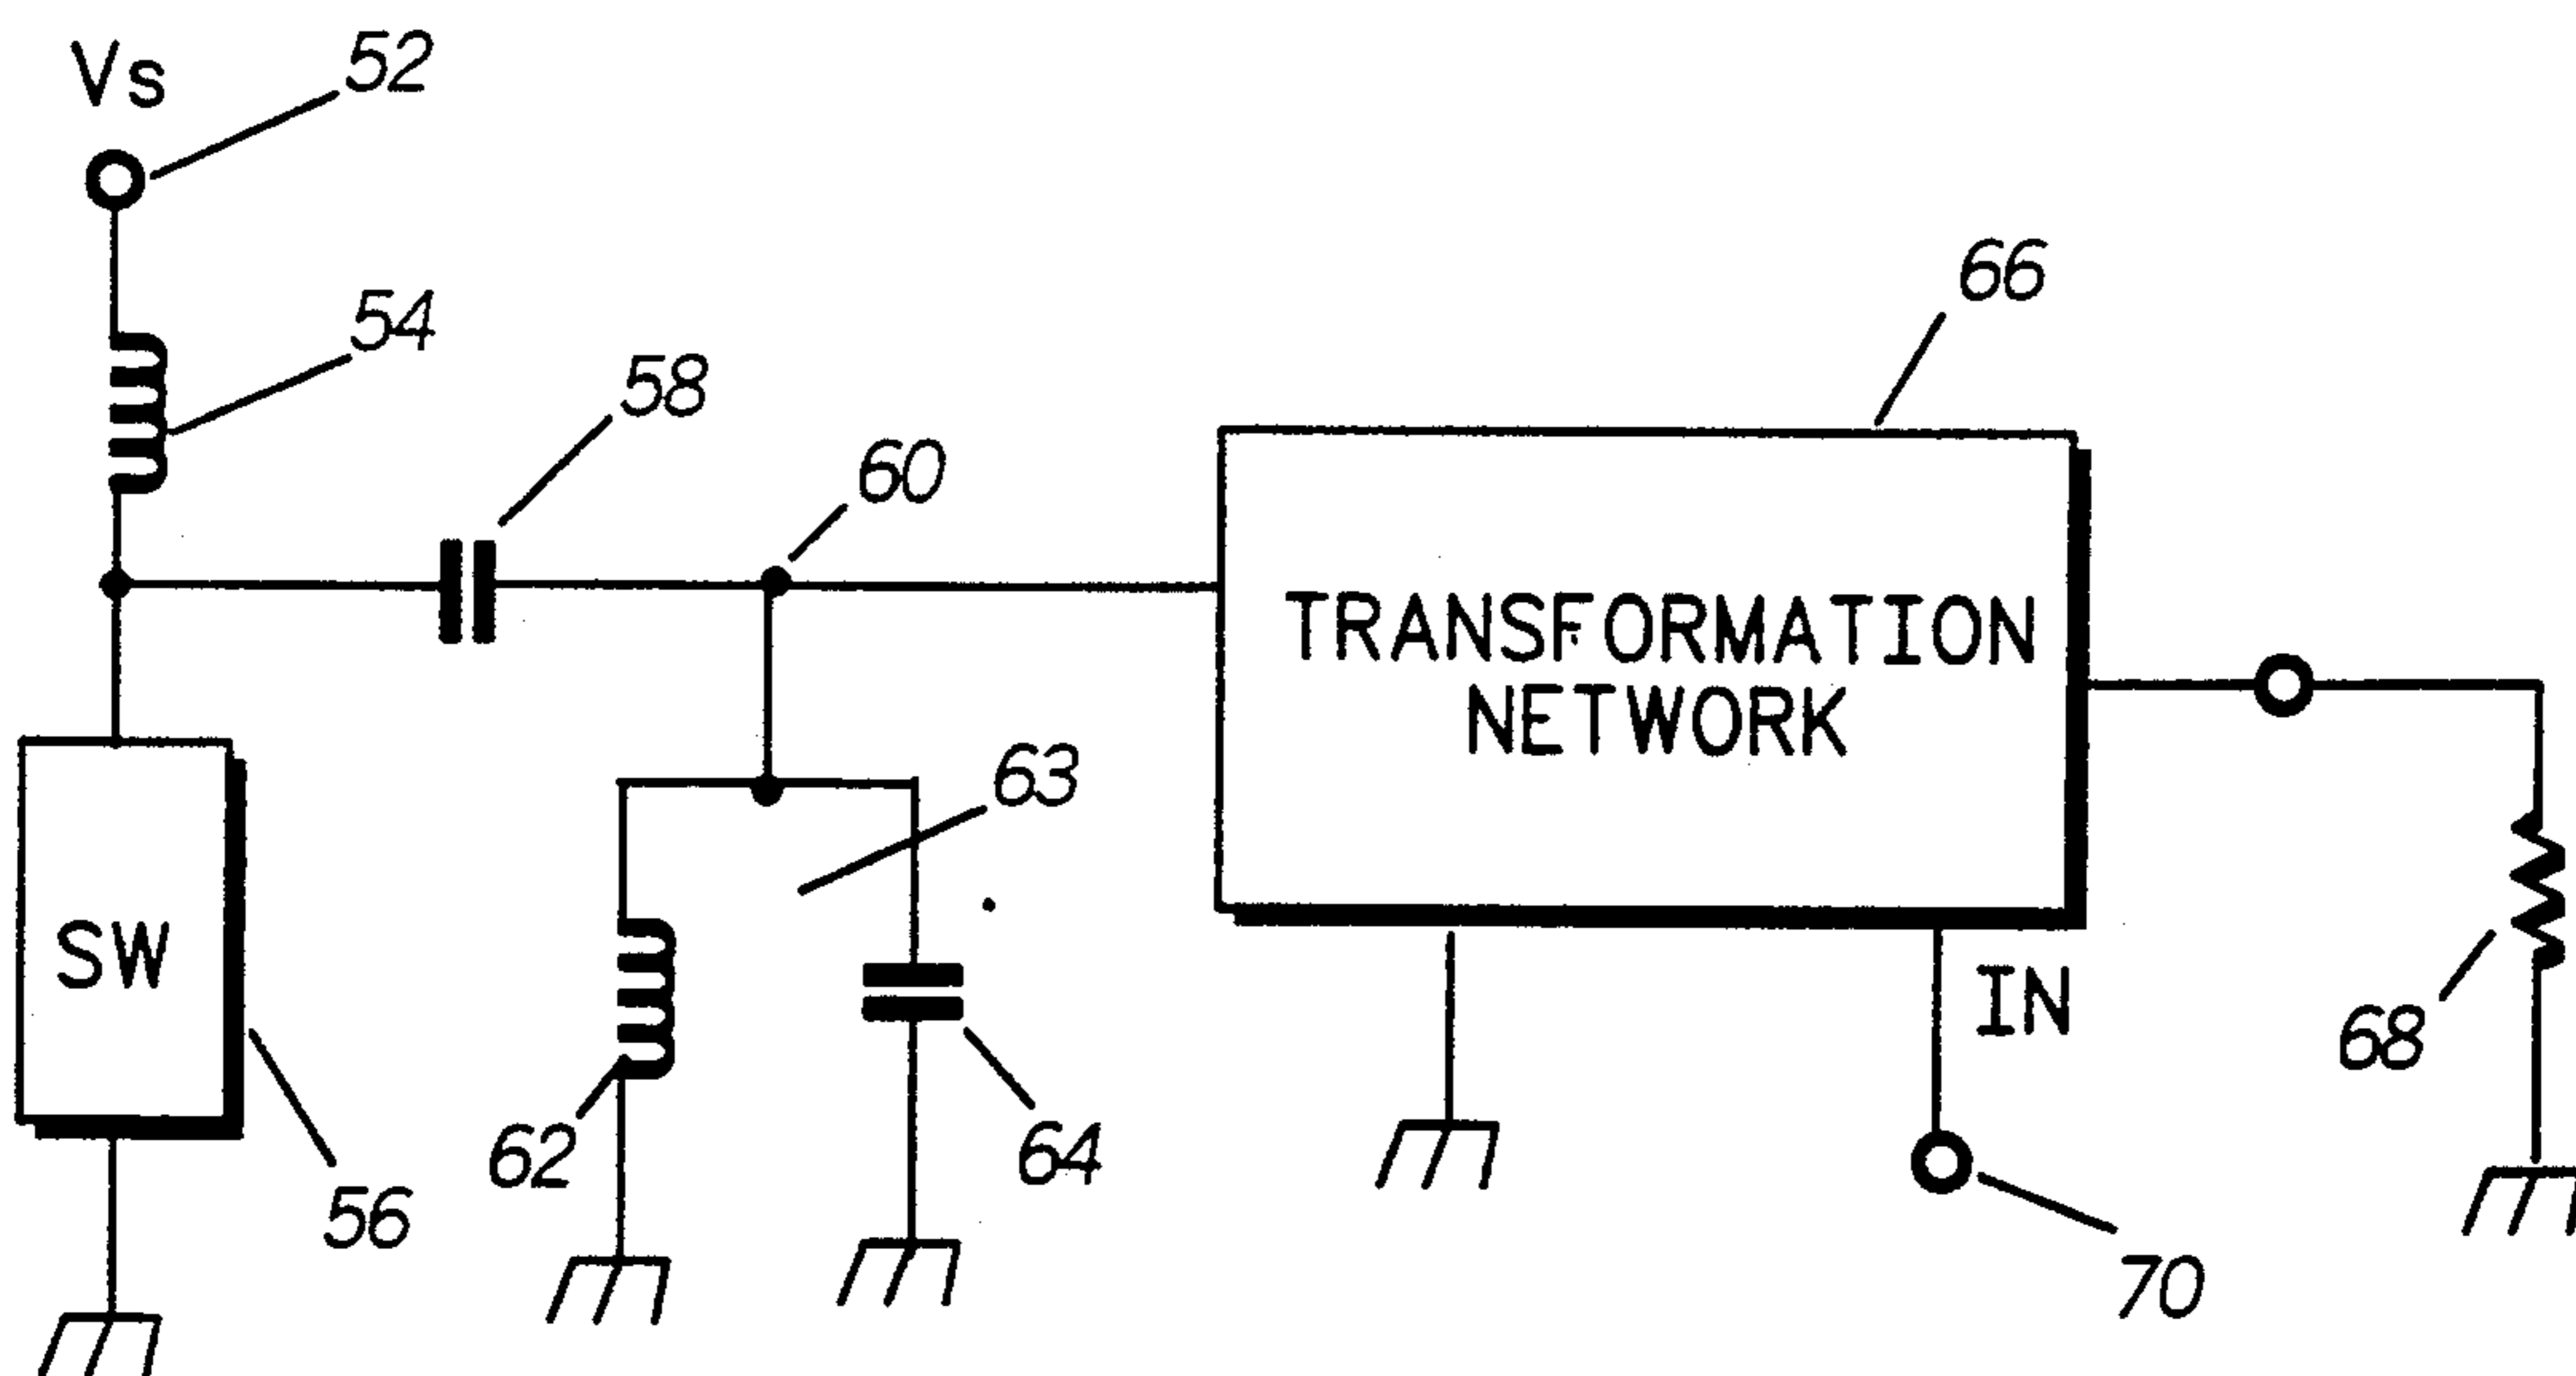 Vs
52
54
58
60
66
TRANSFORMATION
NETWORK
63
SW
IN
62
64
56
68
70